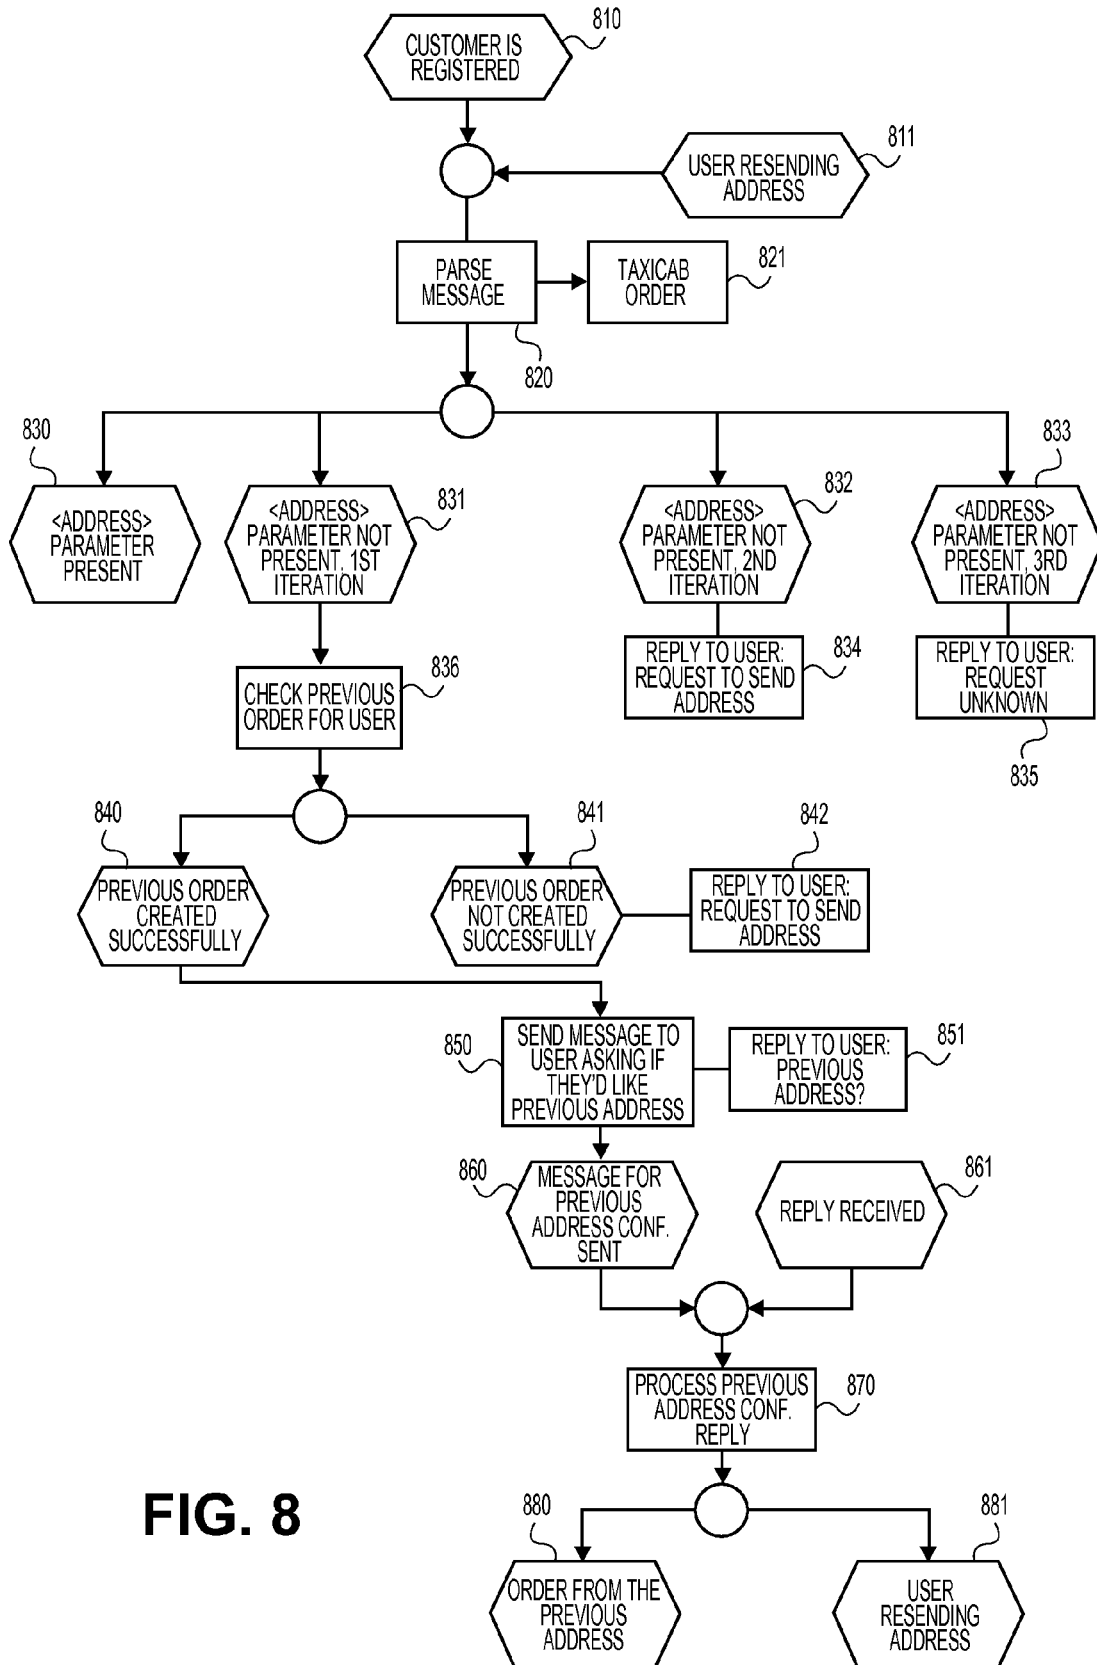 810
CUSTOMER IS
REGISTERED
811
USER RESENDING
ADDRESS
PARSE
MESSAGE
820
TAXICAB
ORDER
821
830
<ADDRESS>
PARAMETER
PRESENT
831
<ADDRESS>
PARAMETER NOT
PRESENT, 1ST
ITERATION
832
<ADDRESS>
PARAMETER NOT
PRESENT, 2ND
ITERATION
833
<ADDRESS>
PARAMETER NOT
PRESENT, 3RD
ITERATION
REPLY TO USER:
REQUEST TO SEND
ADDRESS
834
REPLY TO USER:
REQUEST
UNKNOWN
835
CHECK PREVIOUS
ORDER FOR USER
836
840
PREVIOUS ORDER
CREATED
SUCCESSFULLY
841
PREVIOUS ORDER
NOT CREATED
SUCCESSFULLY
842
REPLY TO USER:
REQUEST TO SEND
ADDRESS
850
SEND MESSAGE TO
USER ASKING IF
THEY'D LIKE
PREVIOUS ADDRESS
REPLY TO USER:
PREVIOUS
ADDRESS?
851
860
MESSAGE FOR
PREVIOUS
ADDRESS CONF.
SENT
861
REPLY RECEIVED
PROCESS PREVIOUS
ADDRESS CONF.
REPLY
870
FIG. 8
880
ORDER FROM THE
PREVIOUS
ADDRESS
881
USER
RESENDING
ADDRESS